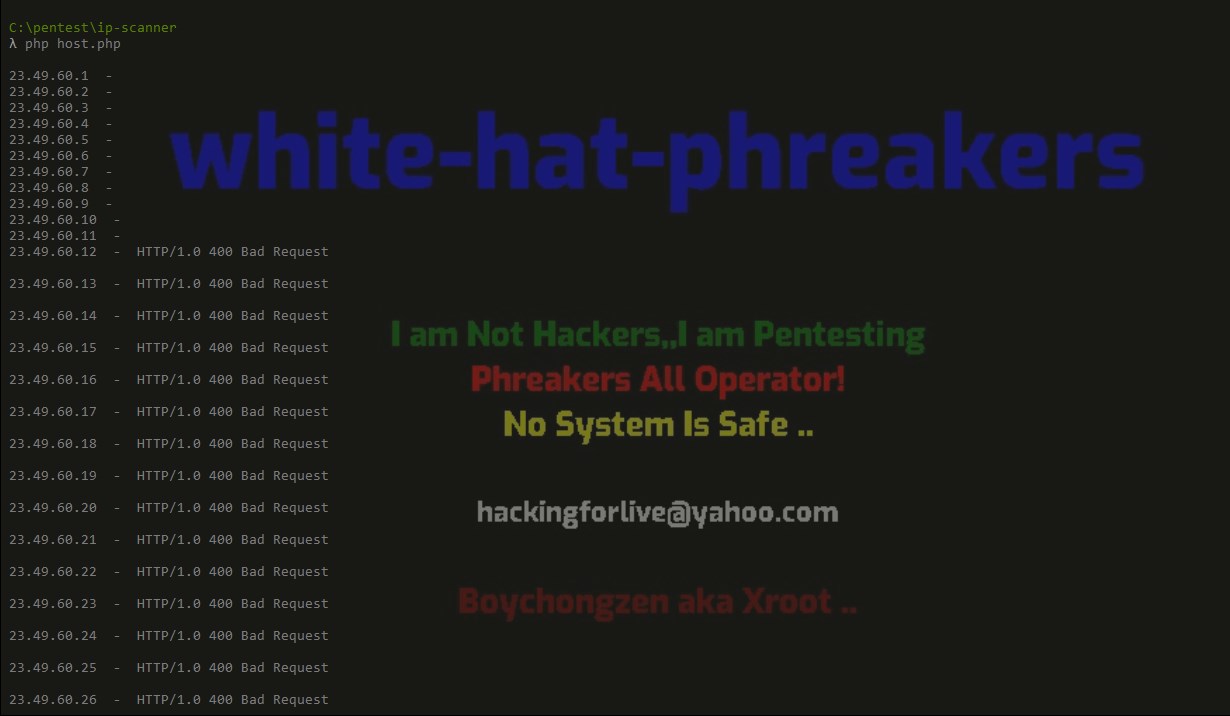 C:\pentest\ip-scanner
λ php host.php
23.49.60.1 -
23.49.60.2 -
23.49.60.3 -
23.49.60.4 -
23.49.60.5 -
23.49.60.6 -
23.49.60.7 -
23.49.60.8 -
23.49.60.9 -
23.49.60.10 -
23.49.60.11 -
23.49.60.12 - HTTP/1.0 400 Bad Request
23.49.60.13 - HTTP/1.0 400 Bad Request
23.49.60.14 - HTTP/1.0 400 Bad Request
23.49.60.15 - HTTP/1.0 400 Bad Request
23.49.60.16 - HTTP/1.0 400 Bad Request
23.49.60.17 - HTTP/1.0 400 Bad Request
23.49.60.18 - HTTP/1.0 400 Bad Request
23.49.60.19 - HTTP/1.0 400 Bad Request
23.49.60.20 - HTTP/1.0 400 Bad Request
23.49.60.21 - HTTP/1.0 400 Bad Request
23.49.60.22 - HTTP/1.0 400 Bad Request
23.49.60.23 - HTTP/1.0 400 Bad Request
23.49.60.24 - HTTP/1.0 400 Bad Request
23.49.60.25 - HTTP/1.0 400 Bad Request
23.49.60.26 - HTTP/1.0 400 Bad Request
white-hat-phreakers
I am Not Hackers,,I am Pentesting
Phreakers All Operator!
No System Is Safe ..
hackingforlive@yahoo.com
Boychongzen aka Xroot ..